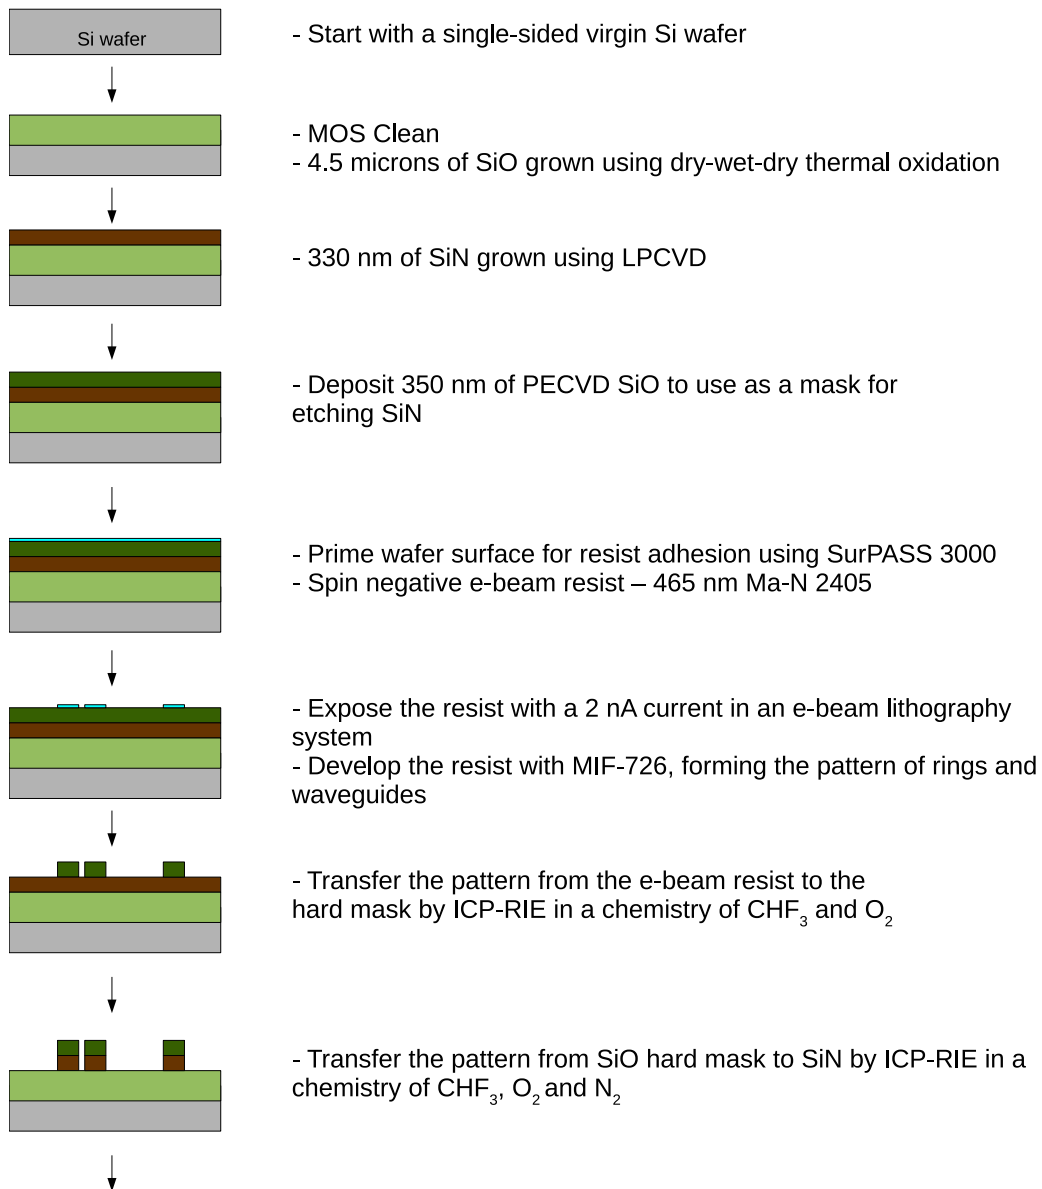 Si wafer
- Start with a single-sided virgin Si wafer
- MOS Clean
- 4.5 microns of SiO grown using dry-wet-dry thermal oxidation
- 330 nm of SiN grown using LPCVD
- Deposit 350 nm of PECVD SiO to use as a mask for
etching SiN
- Prime wafer surface for resist adhesion using SurPASS 3000
- Spin negative e-beam resist – 465 nm Ma-N 2405
- Expose the resist with a 2 nA current in an e-beam lithography
system
- Develop the resist with MIF-726, forming the pattern of rings and
waveguides
- Transfer the pattern from the e-beam resist to the
hard mask by ICP-RIE in a chemistry of CHF₃ and O₂
- Transfer the pattern from SiO hard mask to SiN by ICP-RIE in a
chemistry of CHF₃, O₂ and N₂